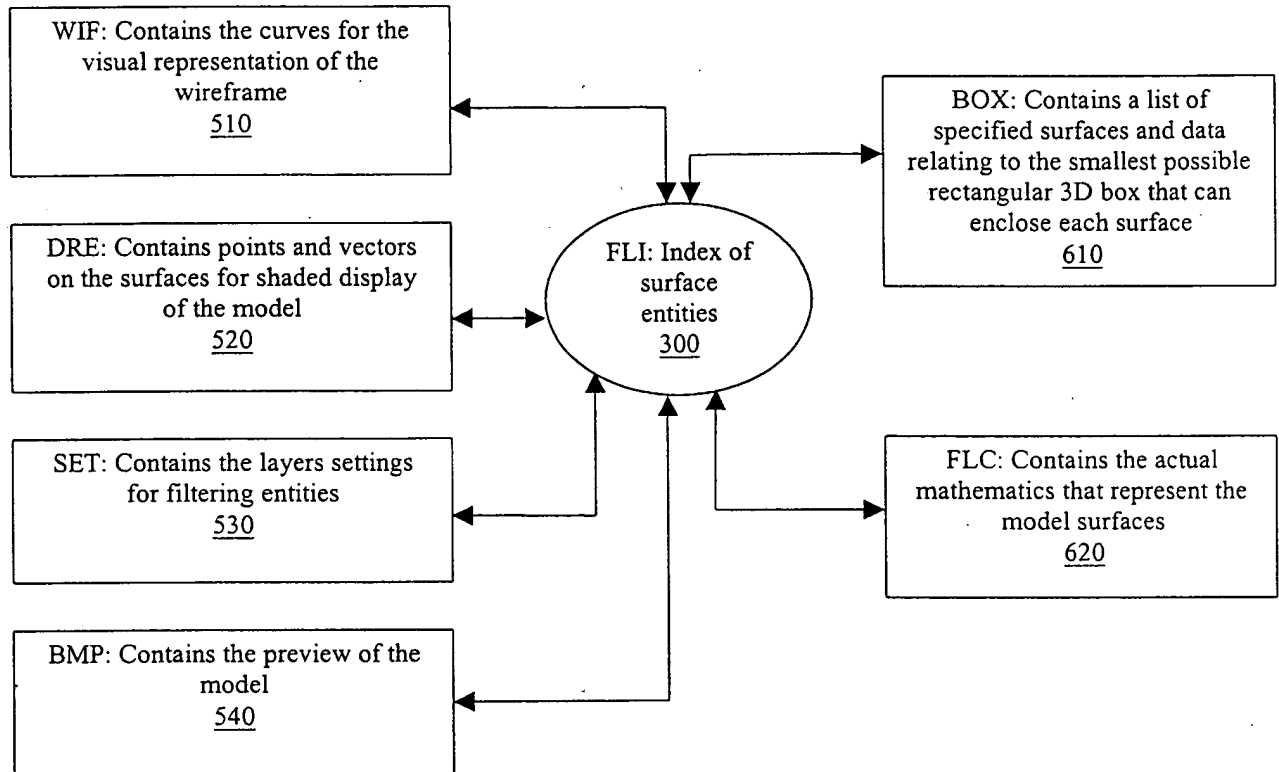 WIF: Contains the curves for the
visual representation of the
wireframe
510
DRE: Contains points and vectors
on the surfaces for shaded display
of the model
520
SET: Contains the layers settings
for filtering entities
530
BMP: Contains the preview of the
model
540
FLI: Index of
surface
entities
300
BOX: Contains a list of
specified surfaces and data
relating to the smallest possible
rectangular 3D box that can
enclose each surface
610
FLC: Contains the actual
mathematics that represent the
model surfaces
620